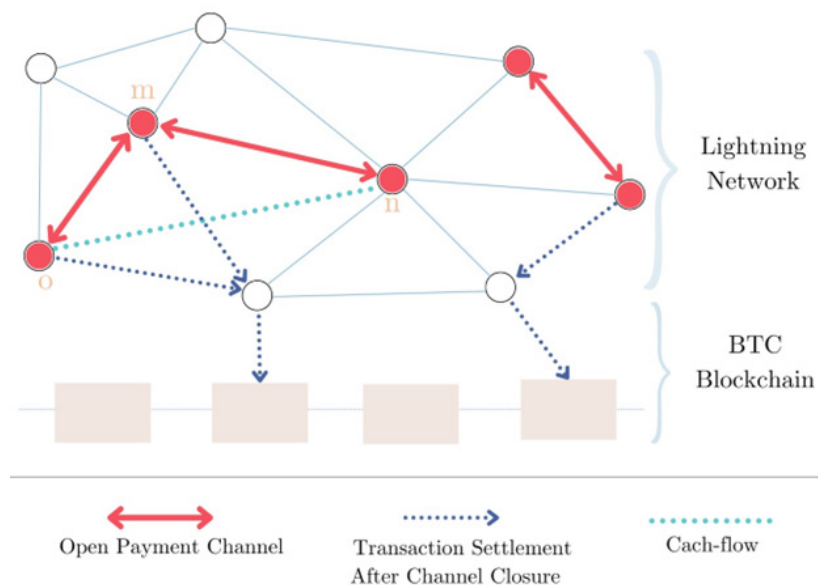 m
n
o
Lightning
Network
BTC
Blockchain
Open Payment Channel
Transaction Settlement
After Channel Closure
Cach-flow